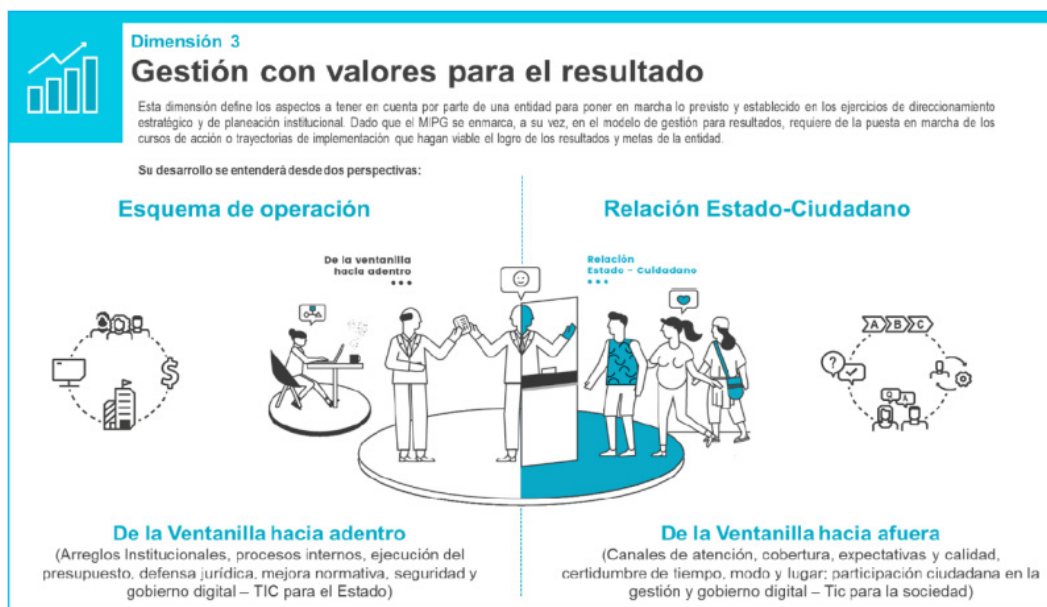 Dimensión 3
Gestión con valores para el resultado
Esta dimensión define los aspectos a tener en cuenta por parte de una entidad para poner en marcha lo previsto y establecido en los ejercicios de direccionamiento
estratégico y de planeación institucional. Dado que el MIPG se enmarca, a su vez, en el modelo de gestión para resultados, requiere de la puesta en marcha de los
cursos de acción o trayectorias de implementación que hagan viable el logro de los resultados y metas de la entidad.
Su desarrollo se entenderá desde dos perspectivas:
Esquema de operación
Relación Estado-Ciudadano
De la ventanilla
hacia adentro
Relación
Estado - Cuidadano
A B C
?
$
Q
A
De la Ventanilla hacia adentro
(Arreglos Institucionales, procesos internos, ejecución del
presupuesto, defensa jurídica, mejora normativa, seguridad y
gobierno digital – TIC para el Estado)
De la Ventanilla hacia afuera
(Canales de atención, cobertura, expectativas y calidad,
certidumbre de tiempo, modo y lugar; participación ciudadana en la
gestión y gobierno digital – Tic para la sociedad)